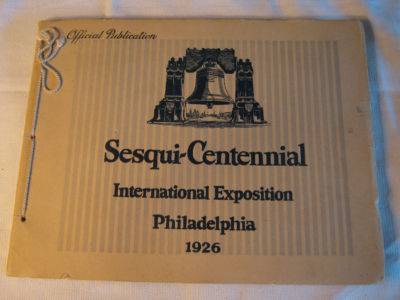 Official Publication
Sesqui-Centennial
International Exposition
Philadelphia
1926